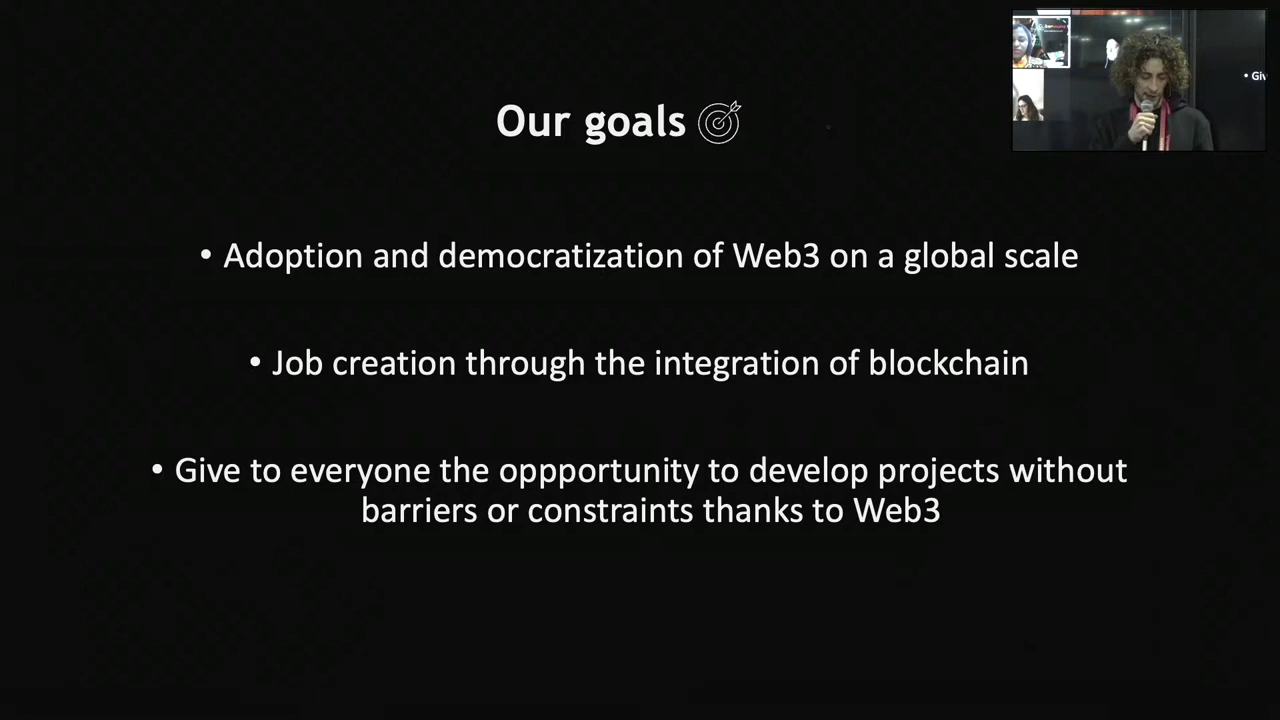 Our goals
• Adoption and democratization of Web3 on a global scale
• Job creation through the integration of blockchain
• Give to everyone the oppportunity to develop projects without
barriers or constraints thanks to Web3
• Giv